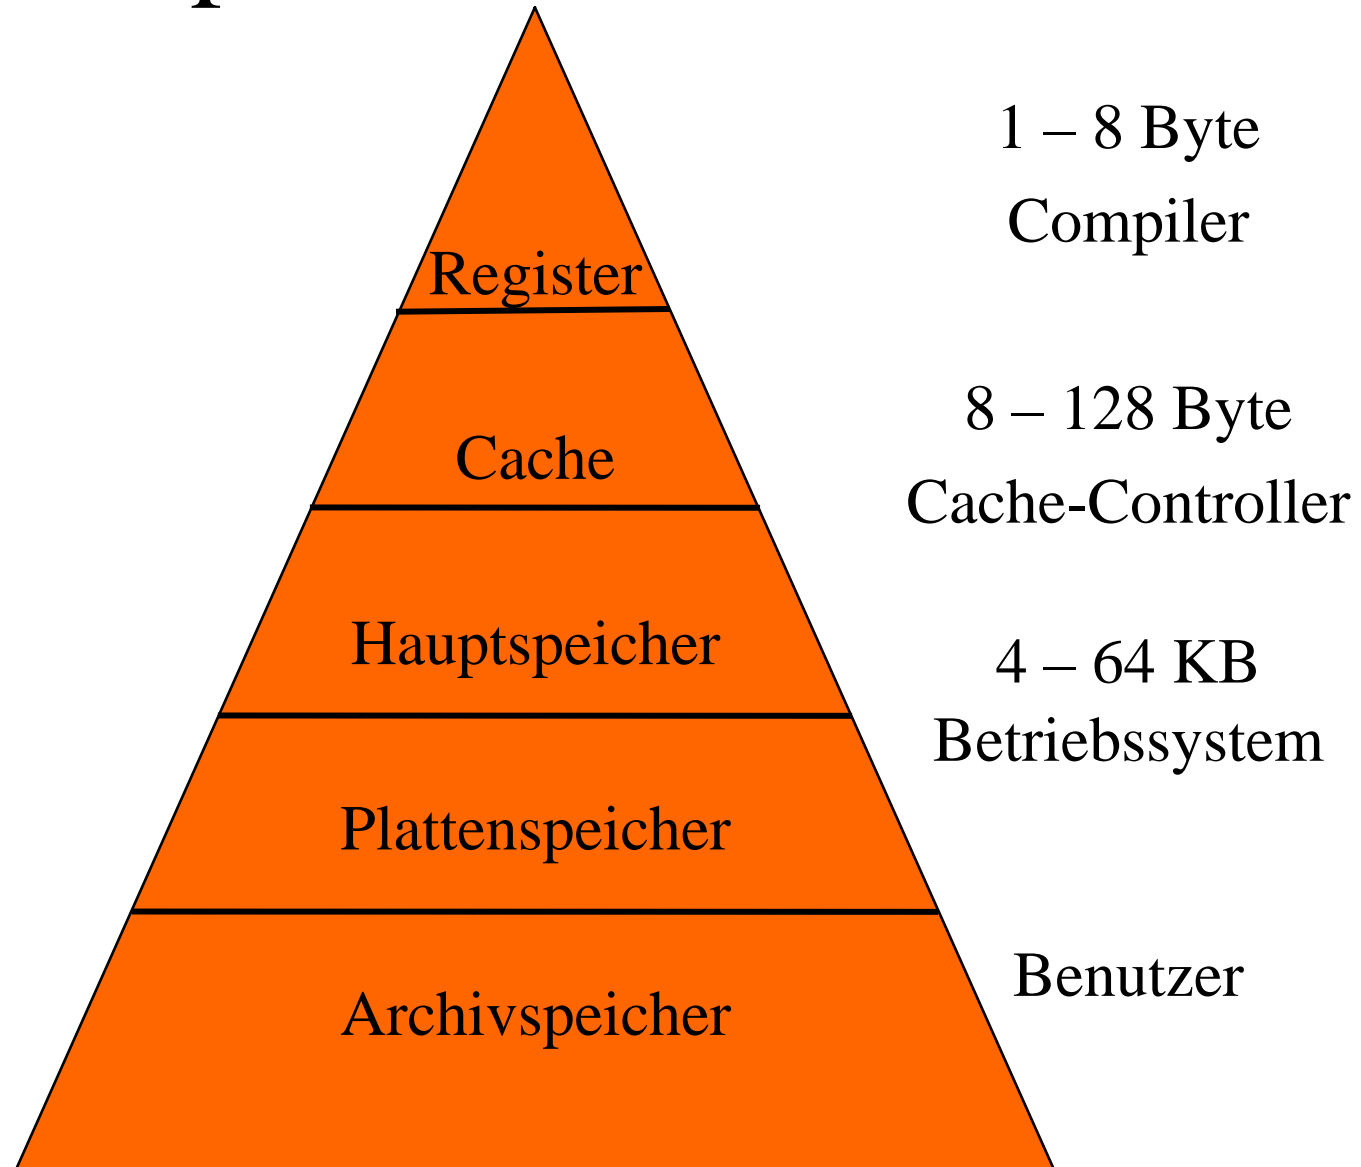 1 – 8 Byte
Compiler
Register
8 – 128 Byte
Cache
Cache-Controller
Hauptspeicher
4 – 64 KB
Betriebssystem
Plattenspeicher
Benutzer
Archivspeicher